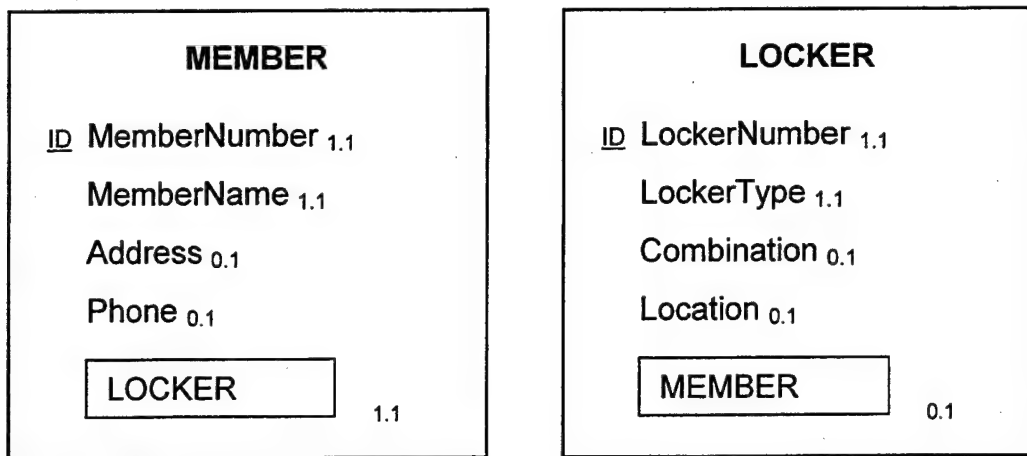 MEMBER
ID MemberNumber 1.1
MemberName 1.1
Address 0.1
Phone 0.1
LOCKER 1.1
LOCKER
ID LockerNumber 1.1
LockerType 1.1
Combination 0.1
Location 0.1
MEMBER 0.1